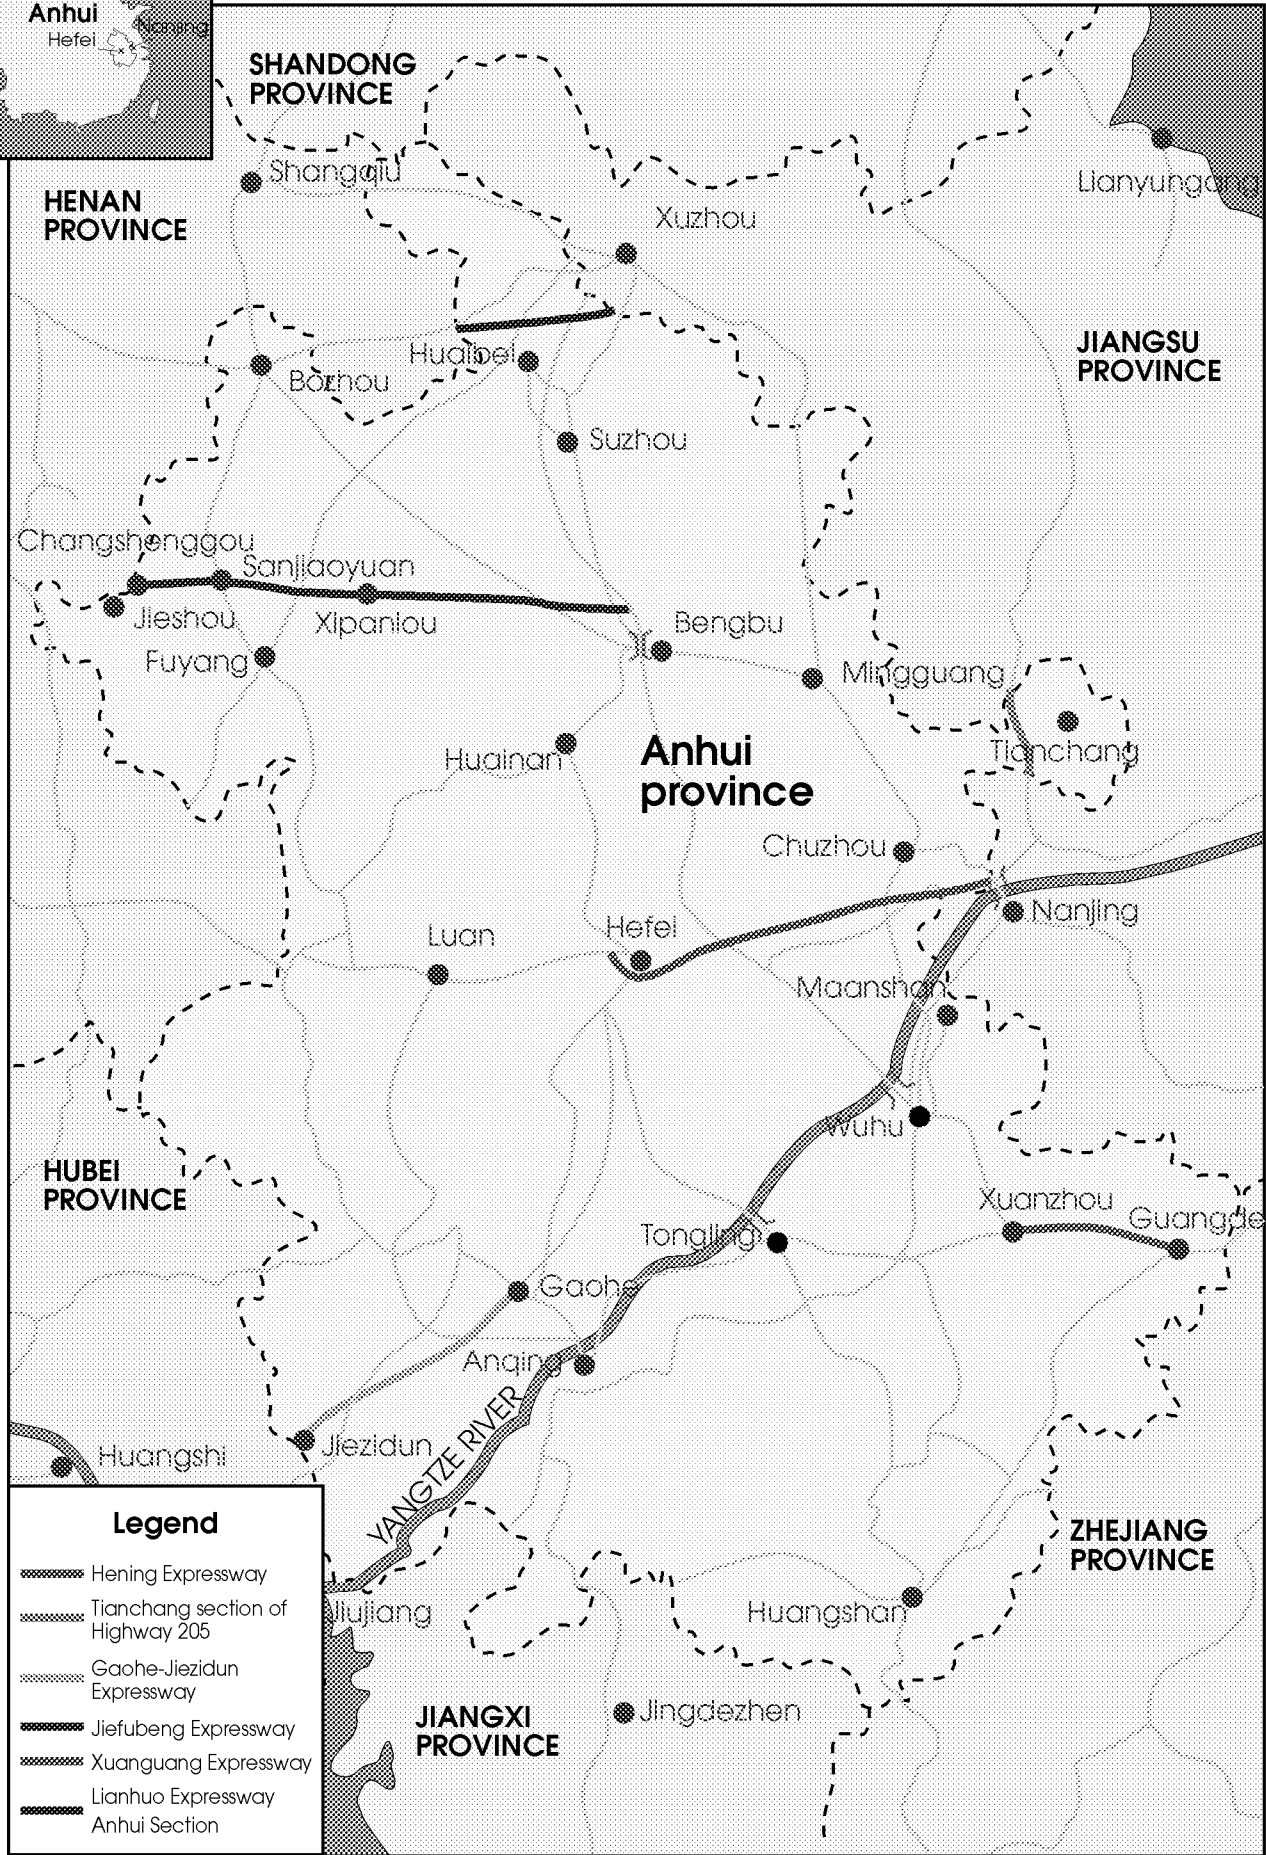 Anhui
Nanjing
Hefei
SHANDONG
PROVINCE
Shangqiu
HENAN
PROVINCE
Lianyungang
Xuzhou
JIANGSU
PROVINCE
Huaibei
Bozhou
Suzhou
Changshenggou
Sanjiaoyuan
Jieshou
Xipanlou
Bengbu
Fuyang
Mingguang
Tianchang
Huainan
Anhui
province
Chuzhou
Nanjing
Luan
Hefei
Maanshan
Wuhu
HUBEI
PROVINCE
Xuanzhou
Guangde
Tongling
Gaohe
Anqing
YANGTZE RIVER
Jiezidun
Huangshi
ZHEJIANG
PROVINCE
Jiujiang
Huangshan
Jingdezhen
JIANGXI
PROVINCE
Legend
Hening Expressway
Tianchang section of
Highway 205
Gaohe-Jiezidun
Expressway
Jiefubeng Expressway
Xuanguang Expressway
Lianhuo Expressway
Anhui Section